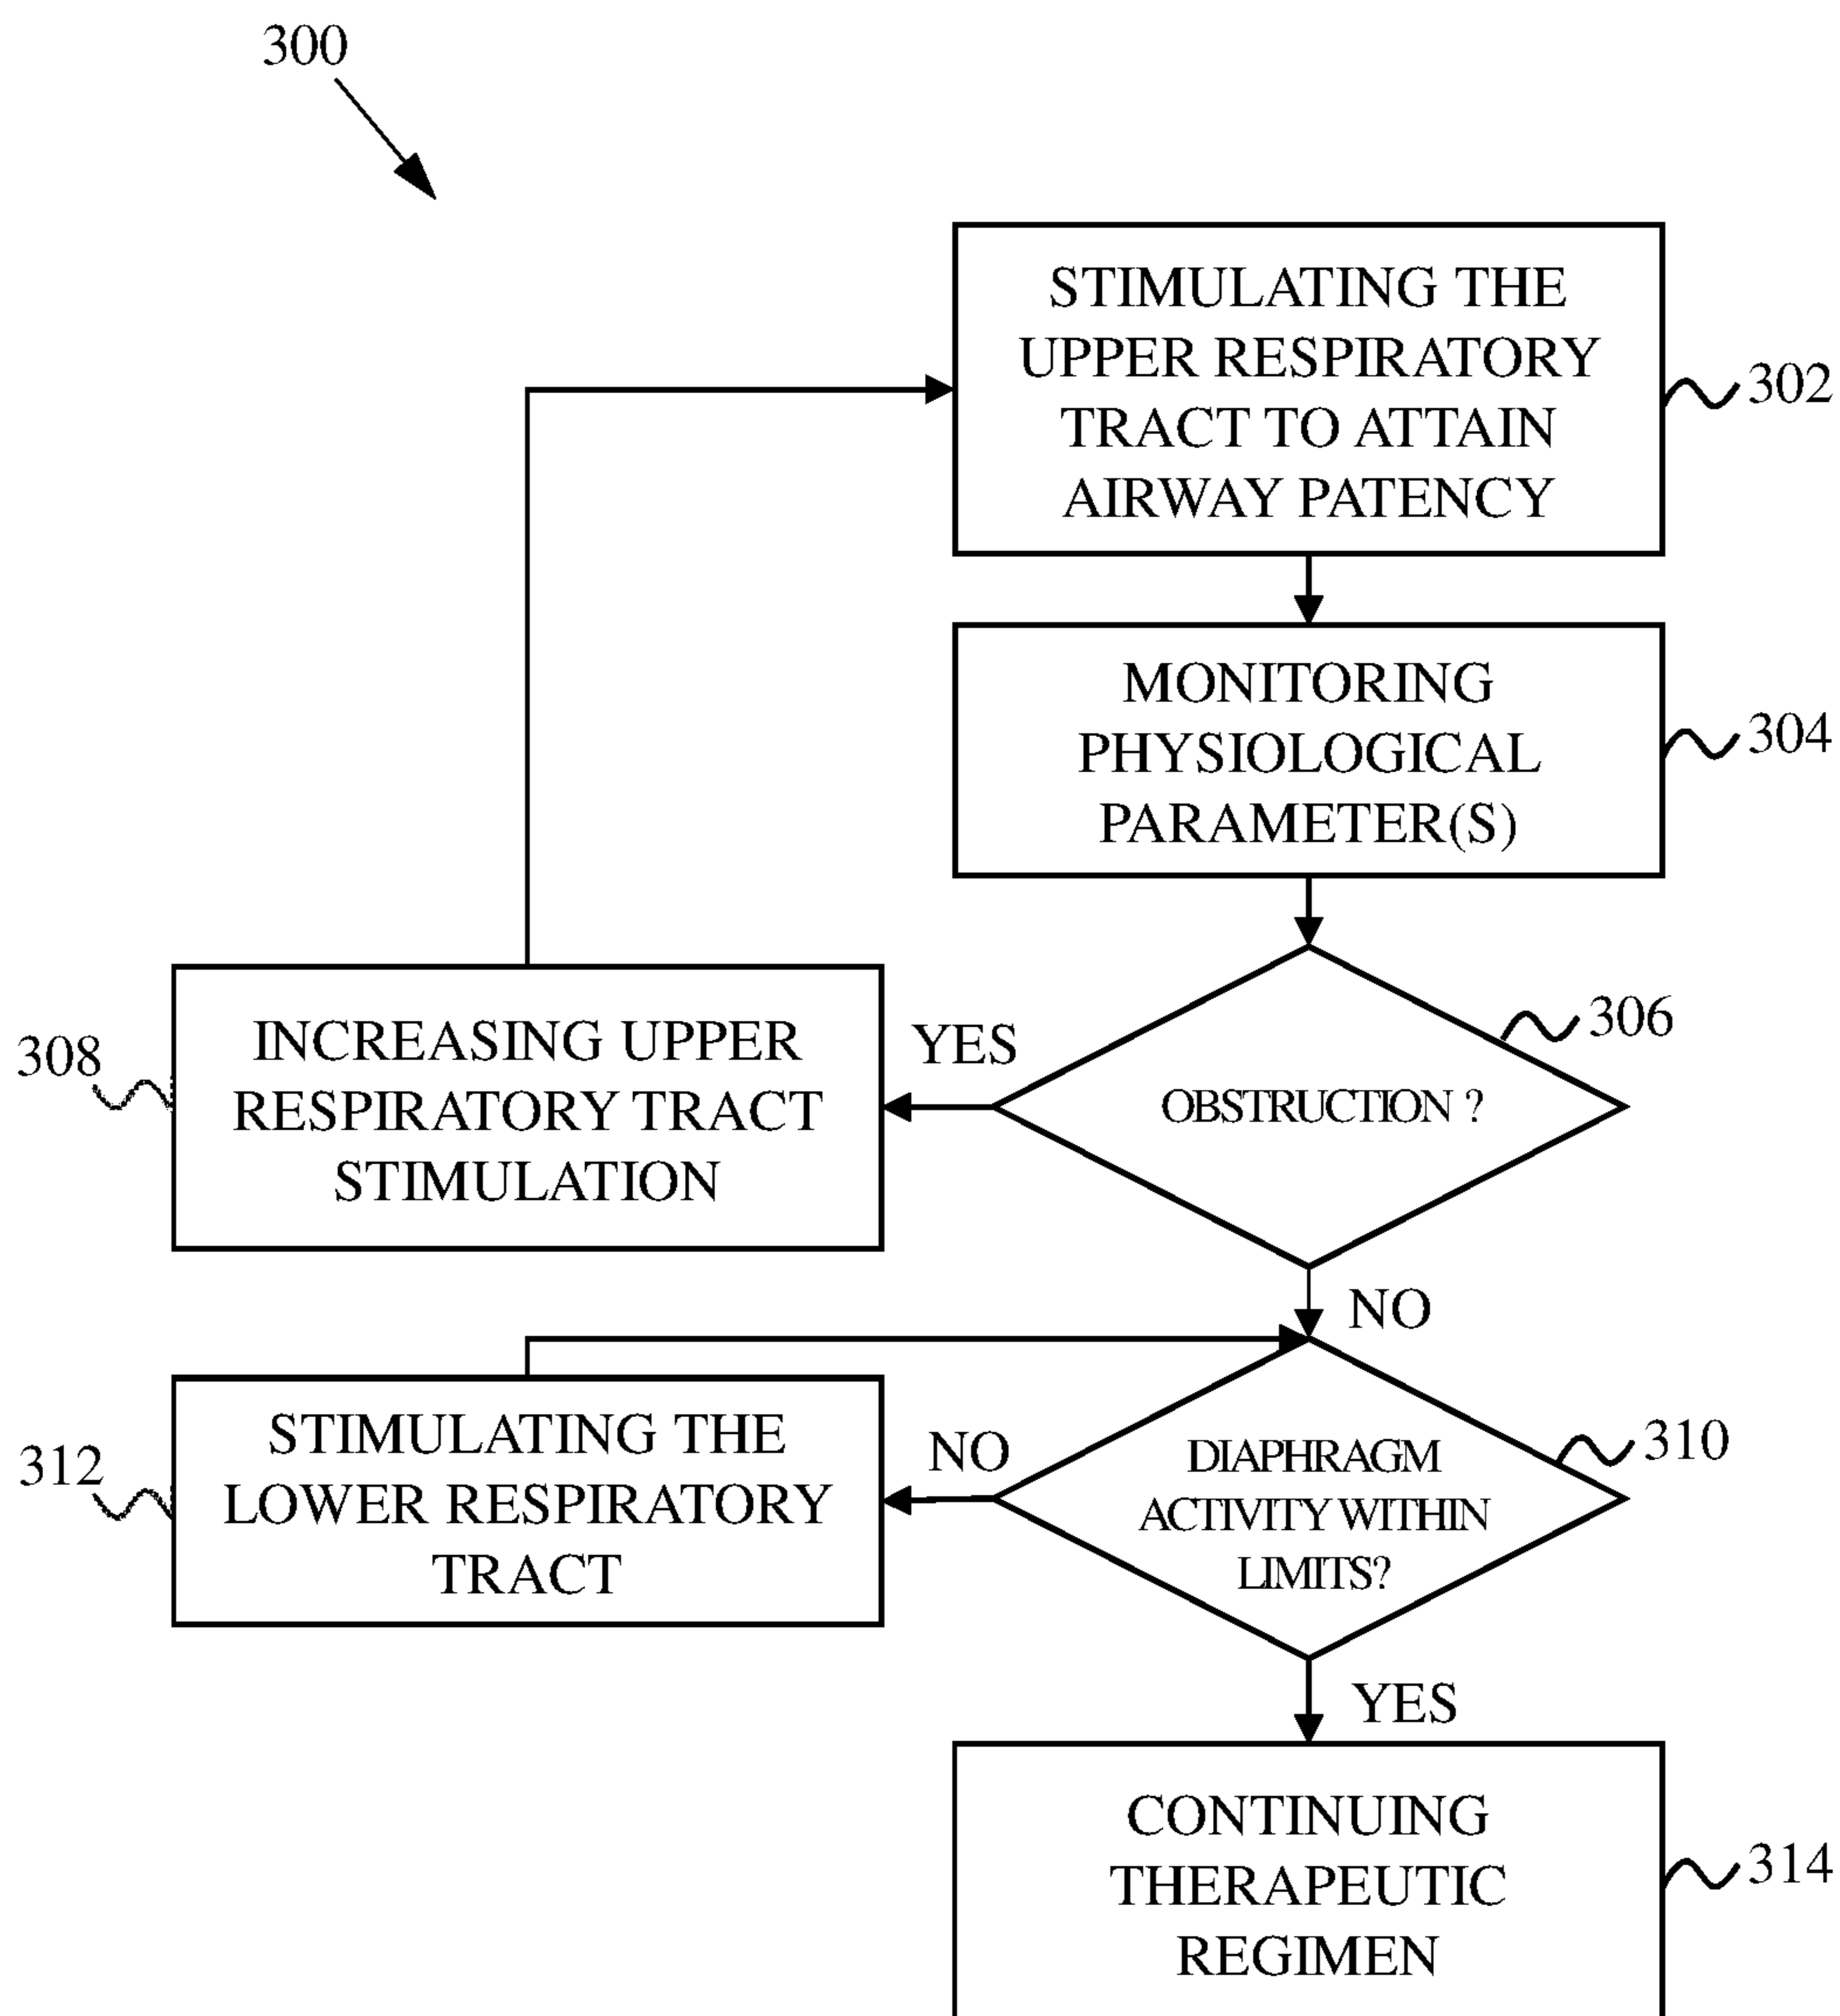 300
STIMULATING THE
UPPER RESPIRATORY
TRACT TO ATTAIN
AIRWAY PATENCY
302
MONITORING
PHYSIOLOGICAL
PARAMETER(S)
304
OBSTRUCTION ?
306
YES
INCREASING UPPER
RESPIRATORY TRACT
STIMULATION
308
NO
DIAPHRAGM
ACTIVITY WITHIN
LIMITS?
310
NO
STIMULATING THE
LOWER RESPIRATORY
TRACT
312
YES
CONTINUING
THERAPEUTIC
REGIMEN
314